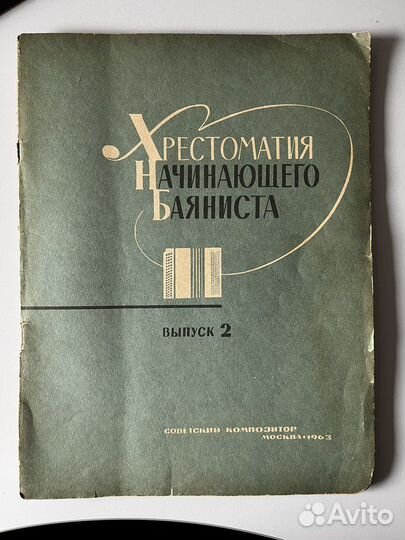 Хрестоматия
Начинающего
Баяниста
ВЫПУСК 2
СОВЕТСКИЙ КОМПОЗИТОР
МОСКВА • 1963
Avito